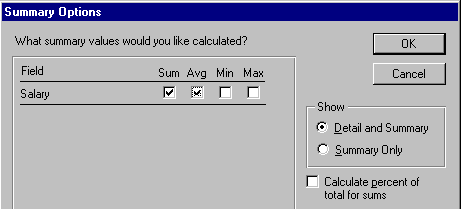 Summary Options
What summary values would you like calculated?
OK
Cancel
Field Sum Avg Min Max
Salary
Show
Detail and Summary
Summary Only
Calculate percent of
total for sums